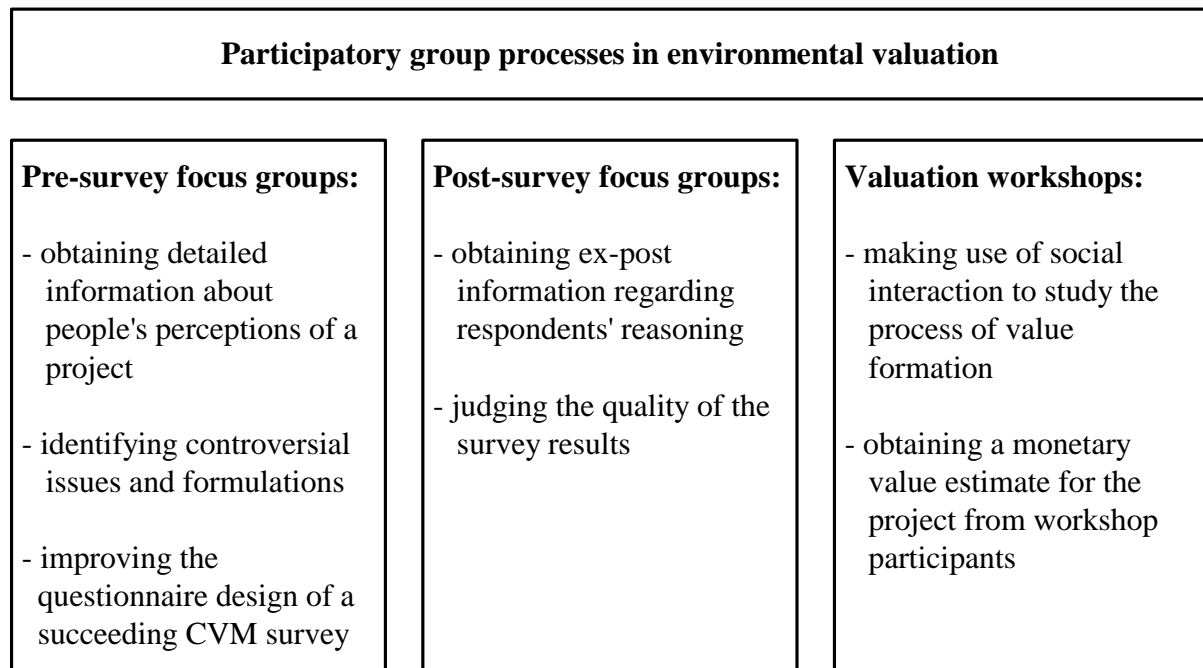 Participatory group processes in environmental valuation
Pre-survey focus groups:
- obtaining detailed
information about
people's perceptions of a
project
- identifying controversial
issues and formulations
- improving the
questionnaire design of a
succeeding CVM survey
Post-survey focus groups:
- obtaining ex-post
information regarding
respondents' reasoning
- judging the quality of the
survey results
Valuation workshops:
- making use of social
interaction to study the
process of value
formation
- obtaining a monetary
value estimate for the
project from workshop
participants